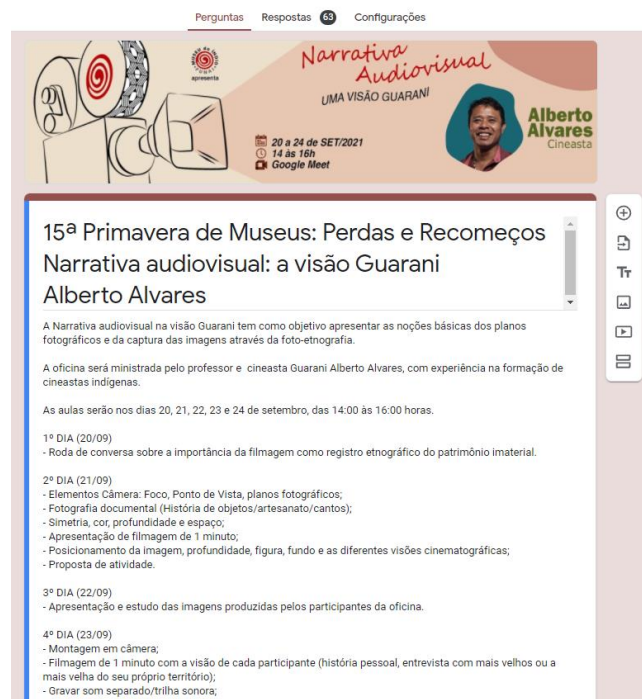 Perguntas Respostas 63 Configurações
Museu do Índio
FUNAI
apresenta
Narrativa
Audiovisual
UMA VISÃO GUARANI
20 a 24 de SET/2021
14 às 16h
Google Meet
Alberto
Alvares
Cineasta
15ª Primavera de Museus: Perdas e Recomeços
Narrativa audiovisual: a visão Guarani
Alberto Alvares
A Narrativa audiovisual na visão Guarani tem como objetivo apresentar as noções básicas dos planos
fotográficos e da captura das imagens através da foto-etnografia.
A oficina será ministrada pelo professor e cineasta Guarani Alberto Alvares, com experiência na formação de
cineastas indígenas.
As aulas serão nos dias 20, 21, 22, 23 e 24 de setembro, das 14:00 às 16:00 horas.
1º DIA (20/09)
- Roda de conversa sobre a importância da filmagem como registro etnográfico do patrimônio imaterial.
2º DIA (21/09)
- Elementos Câmera: Foco, Ponto de Vista, planos fotográficos;
- Fotografia documental (História de objetos/artesanato/cantos);
- Simetria, cor, profundidade e espaço;
- Apresentação de filmagem de 1 minuto;
- Posicionamento da imagem, profundidade, figura, fundo e as diferentes visões cinematográficas;
- Proposta de atividade.
3º DIA (22/09)
- Apresentação e estudo das imagens produzidas pelos participantes da oficina.
4º DIA (23/09)
- Montagem em câmera;
- Filmagem de 1 minuto com a visão de cada participante (história pessoal, entrevista com mais velhos ou a
mais velha do seu próprio território);
- Gravar som separado/trilha sonora;